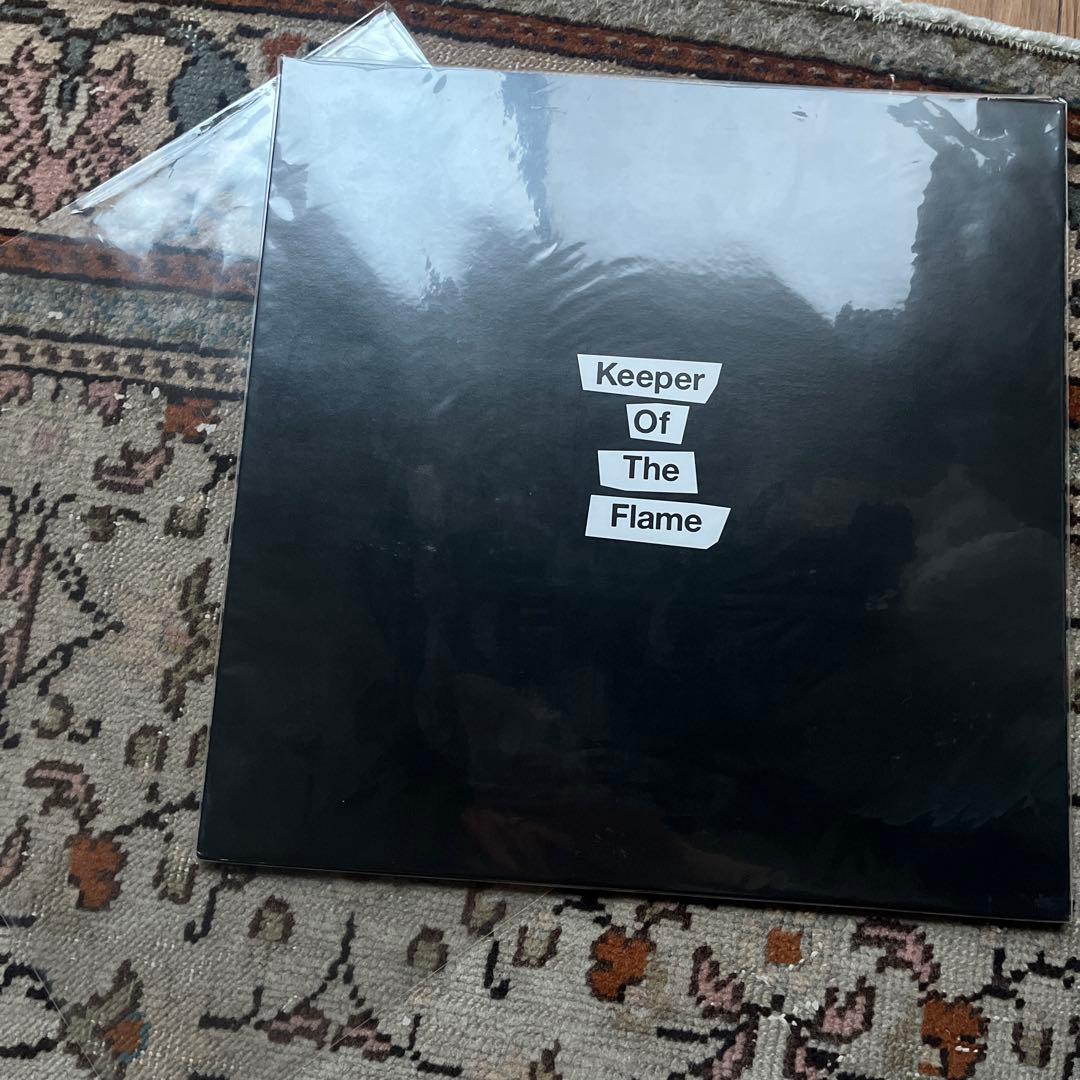 Keeper
Of
The
Flame